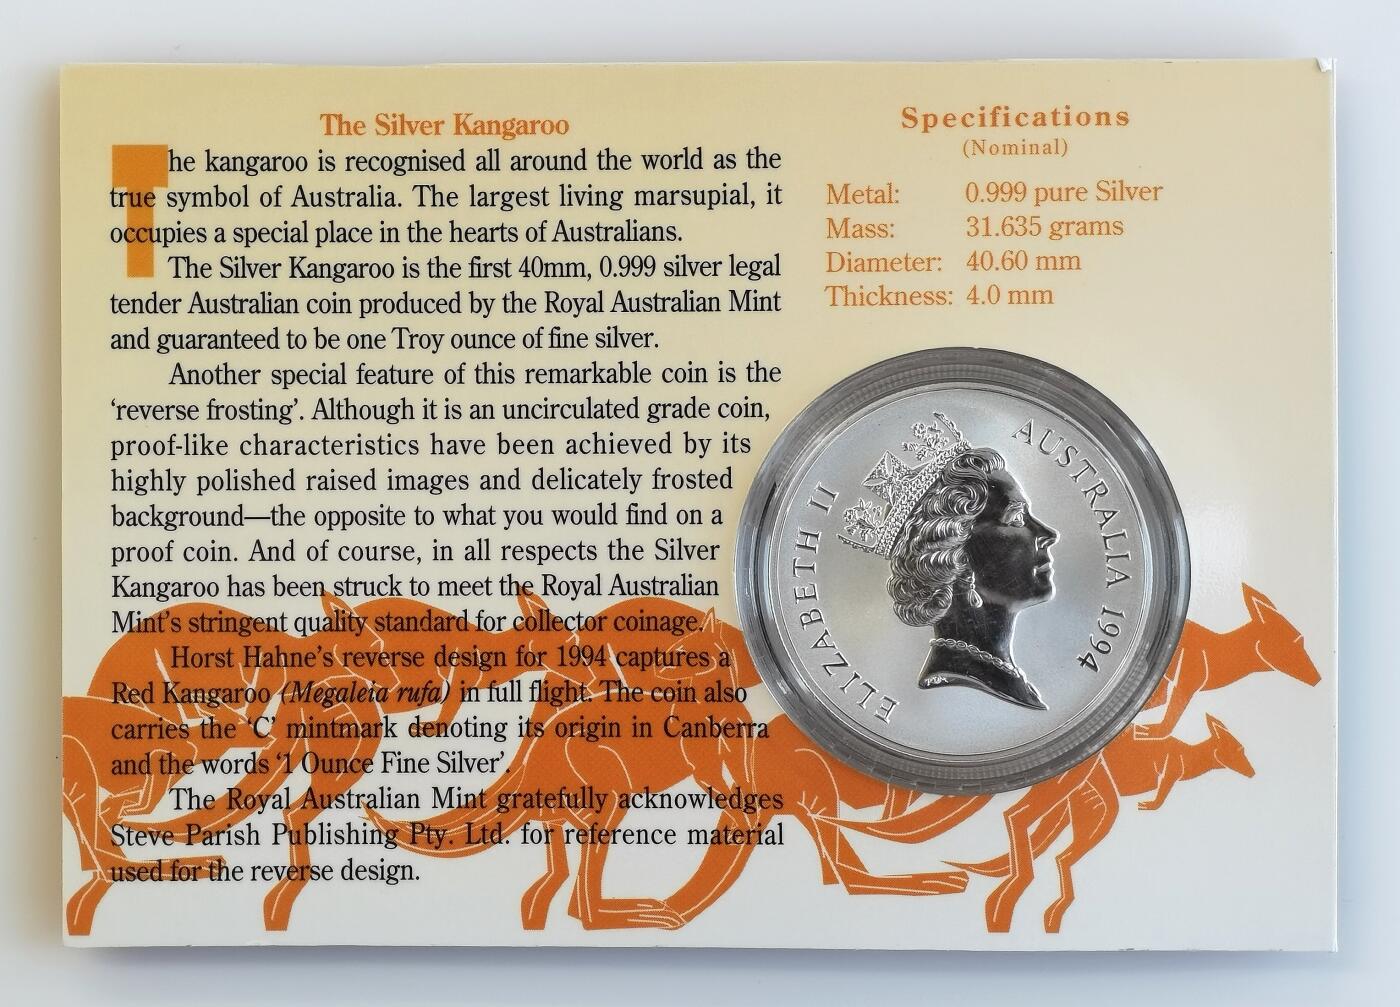 The Silver Kangaroo
The kangaroo is recognised all around the world as the
true symbol of Australia. The largest living marsupial, it
occupies a special place in the hearts of Australians.
The Silver Kangaroo is the first 40mm, 0.999 silver legal
tender Australian coin produced by the Royal Australian Mint
and guaranteed to be one Troy ounce of fine silver.
Another special feature of this remarkable coin is the
‘reverse frosting’. Although it is an uncirculated grade coin,
proof-like characteristics have been achieved by its
highly polished raised images and delicately frosted
background—the opposite to what you would find on a
proof coin. And of course, in all respects the Silver
Kangaroo has been struck to meet the Royal Australian
Mint’s stringent quality standard for collector coinage.
Horst Hahne’s reverse design for 1994 captures a
Red Kangaroo (Megaleia rufa) in full flight. The coin also
carries the ‘C’ mintmark denoting its origin in Canberra
and the words ‘1 Ounce Fine Silver’.
The Royal Australian Mint gratefully acknowledges
Steve Parish Publishing Pty. Ltd. for reference material
used for the reverse design.
Specifications
(Nominal)
Metal: 0.999 pure Silver
Mass: 31.635 grams
Diameter: 40.60 mm
Thickness: 4.0 mm
ELIZABETH II
AUSTRALIA 1994
RDM